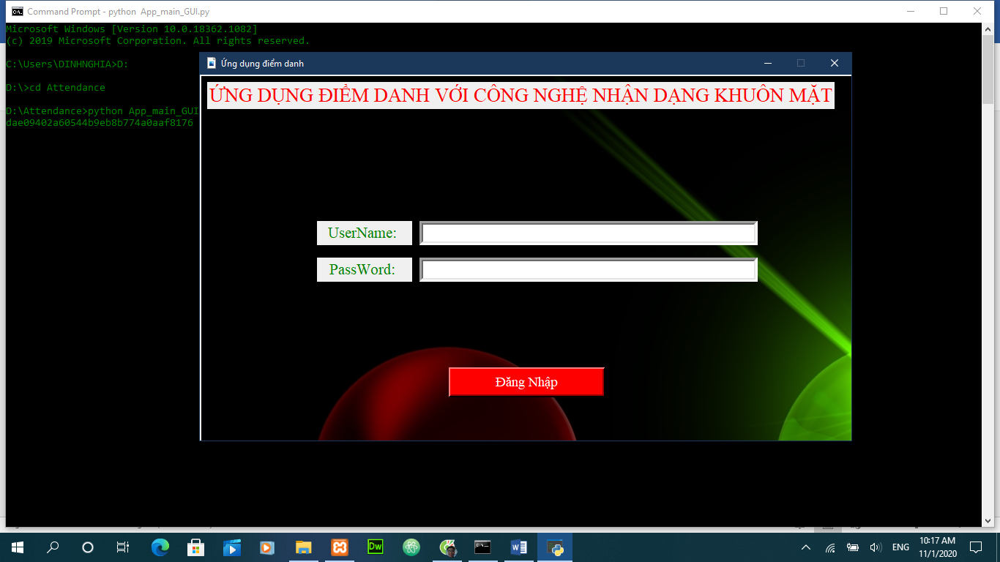 Command Prompt - python  App_main_GUI.py
Microsoft Windows [Version 10.0.18362.1082]
(c) 2019 Microsoft Corporation. All rights reserved.
C:\Users\DINHNGHIA>D:
D:\>cd Attendance
D:\Attendance>python App_main_GUI
dae09402a60544b9eb8b774a0aaf8176
Ứng dụng điểm danh
ỨNG DỤNG ĐIỂM DANH VỚI CÔNG NGHỆ NHẬN DẠNG KHUÔN MẶT
UserName:
PassWord:
Đăng Nhập
Dw
ENG
10:17 AM
11/1/2020